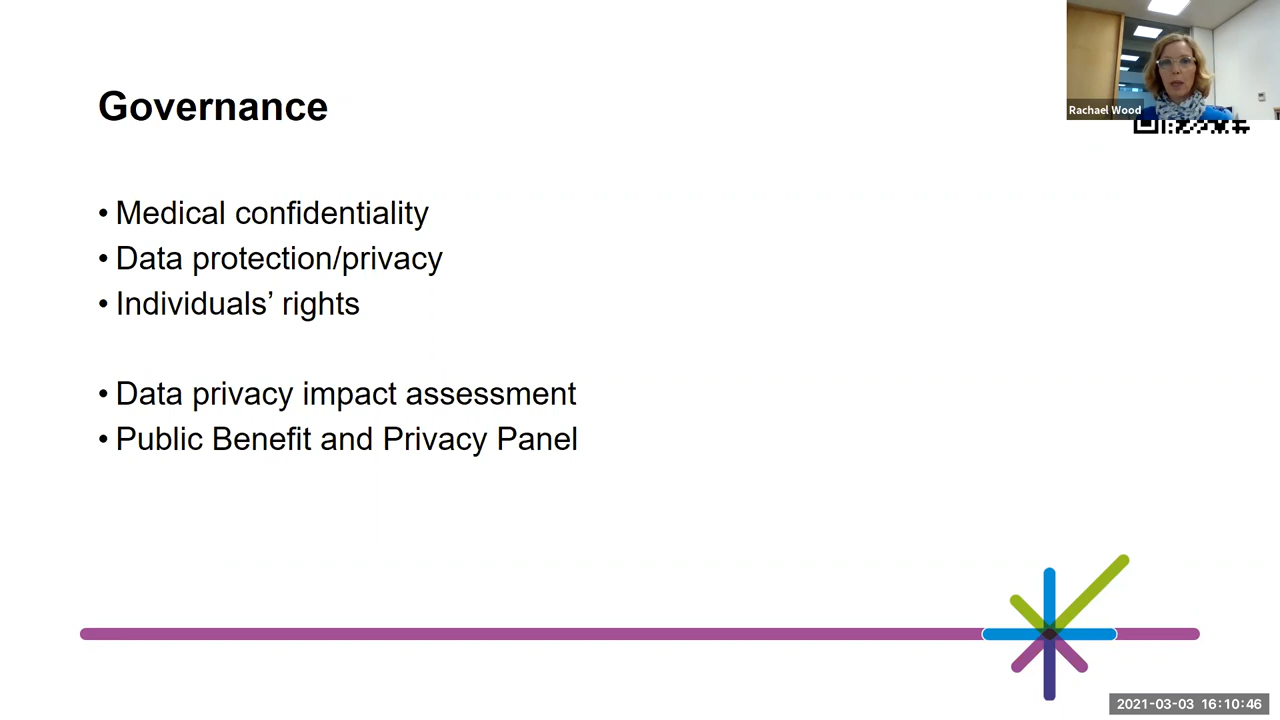 Governance
Rachael Wood
• Medical confidentiality
• Data protection/privacy
• Individuals’ rights
• Data privacy impact assessment
• Public Benefit and Privacy Panel
2021-03-03 16:10:46